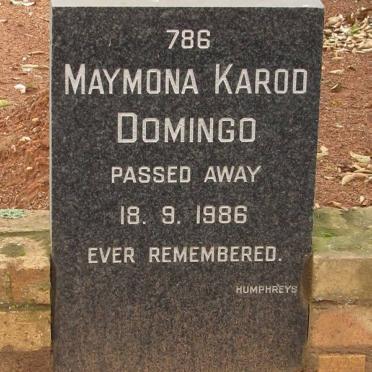 786
MAYMONA KAROD
DOMINGO
PASSED AWAY
18. 9. 1986
EVER REMEMBERED.
HUMPHREYS